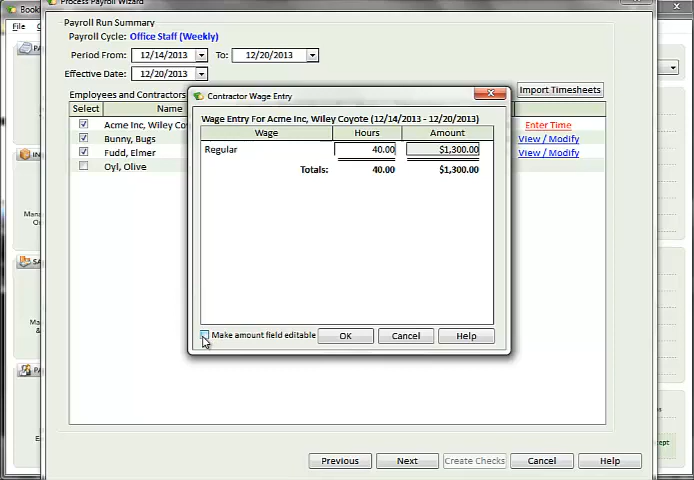 Process Payroll Wizard
Book
File
Payroll Run Summary
Payroll Cycle: Office Staff (Weekly)
Period From: 12/14/2013 To: 12/20/2013
Effective Date: 12/20/2013
Employees and Contractors
Import Timesheets
Select Name
Acme Inc, Wiley Co Enter Time
Bunny, Bugs View / Modify
Fudd, Elmer View / Modify
Oyl, Olive
Contractor Wage Entry
Wage Entry For Acme Inc, Wiley Coyote (12/14/2013 - 12/20/2013)
Wage Hours Amount
Regular 40.00 $1,300.00
Totals: 40.00 $1,300.00
Make amount field editable OK Cancel Help
Previous Next Create Checks Cancel Help